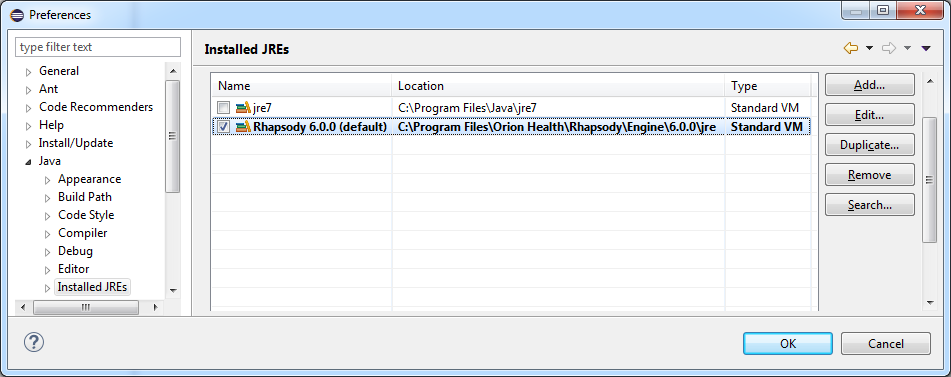 Preferences
type filter text
General
Ant
Code Recommenders
Help
Install/Update
Java
Appearance
Build Path
Code Style
Compiler
Debug
Editor
Installed JREs
Installed JREs
Name Location Type
jre7 C:\Program Files\Java\jre7 Standard VM
Rhapsody 6.0.0 (default) C:\Program Files\Orion Health\Rhapsody\Engine\6.0.0\jre Standard VM
Add...
Edit...
Duplicate...
Remove
Search...
?
OK Cancel